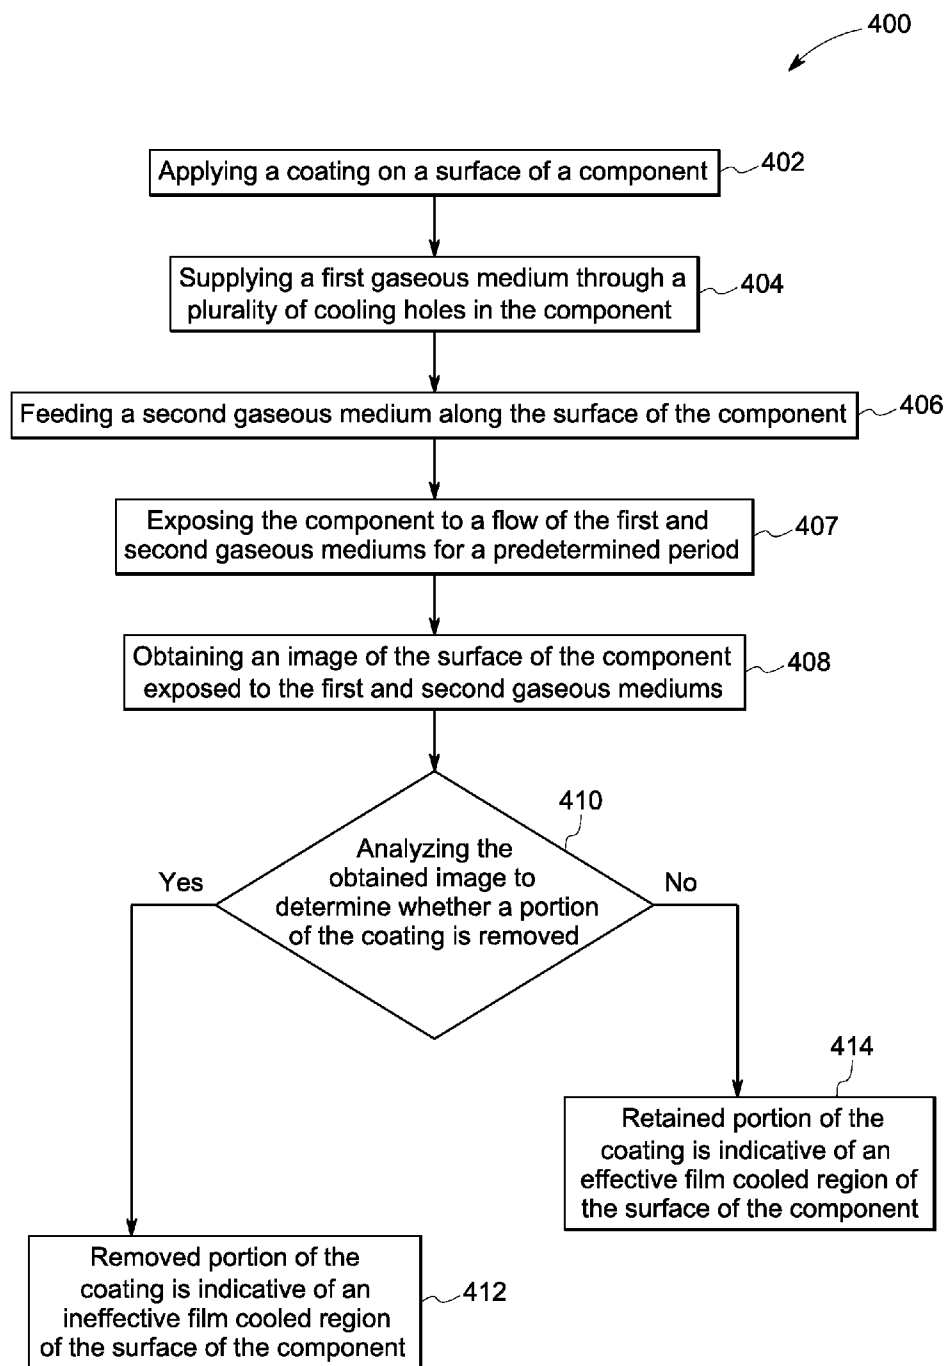 400
Applying a coating on a surface of a component
402
Supplying a first gaseous medium through a
plurality of cooling holes in the component
404
Feeding a second gaseous medium along the surface of the component
406
Exposing the component to a flow of the first and
second gaseous mediums for a predetermined period
407
Obtaining an image of the surface of the component
exposed to the first and second gaseous mediums
408
410
Analyzing the
obtained image to
determine whether a portion
of the coating is removed
Yes
No
414
Retained portion of the
coating is indicative of an
effective film cooled region of
the surface of the component
Removed portion of the
coating is indicative of an
ineffective film cooled region
of the surface of the component
412